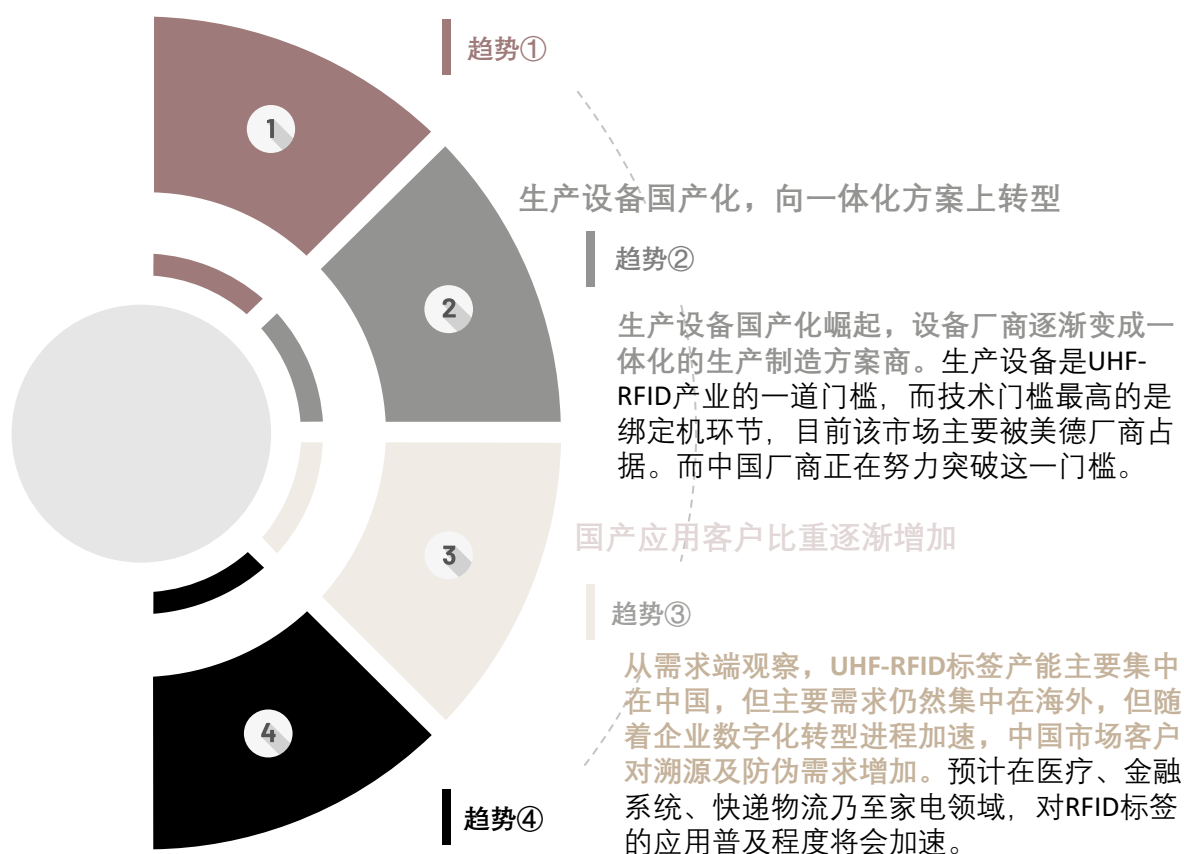 趋势①
1
生产设备国产化，向一体化方案上转型
趋势②
2
生产设备国产化崛起，设备厂商逐渐变成一
体化的生产制造方案商。生产设备是UHF-
RFID产业的一道门槛，而技术门槛最高的是
绑定机环节，目前该市场主要被美德厂商占
据。而中国厂商正在努力突破这一门槛。
国产应用客户比重逐渐增加
3
趋势③
从需求端观察，UHF-RFID标签产能主要集中
在中国，但主要需求仍然集中在海外，但随
着企业数字化转型进程加速，中国市场客户
对溯源及防伪需求增加。预计在医疗、金融
系统、快递物流乃至家电领域，对RFID标签
的应用普及程度将会加速。
4
趋势④